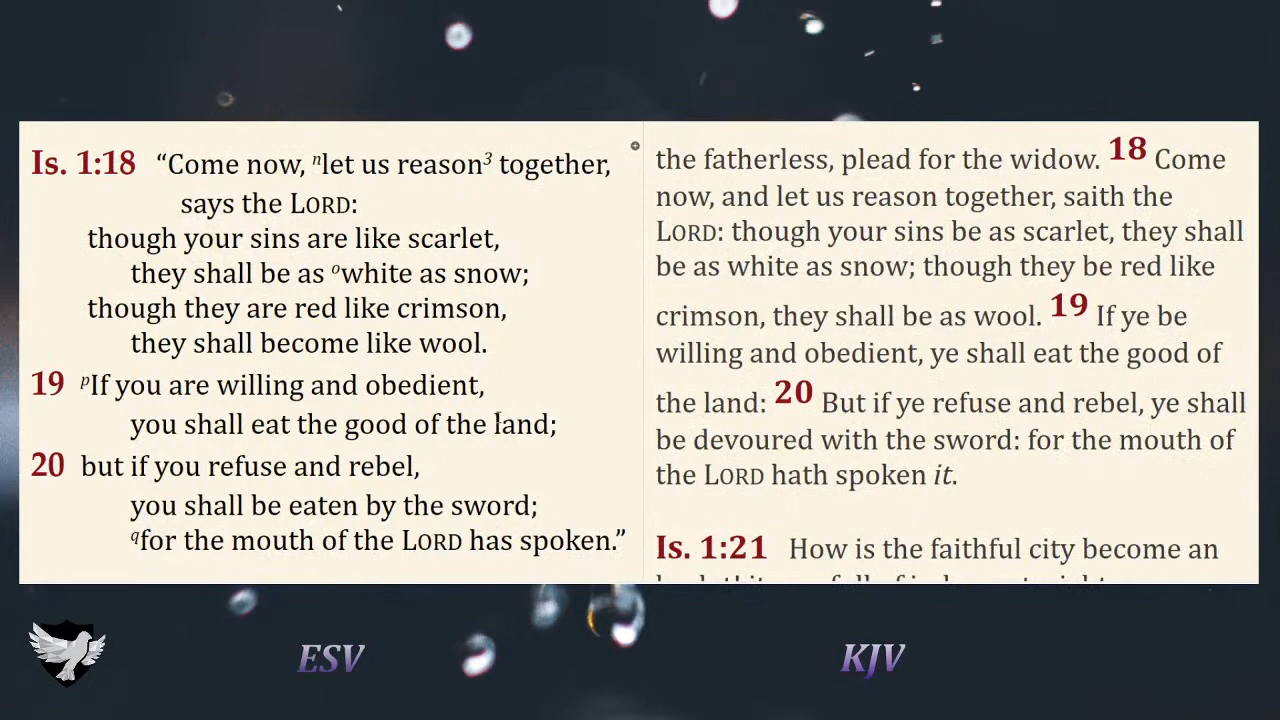 Is. 1:18 “Come now, nlet us reason3 together,
says the LORD:
though your sins are like scarlet,
they shall be as owhite as snow;
though they are red like crimson,
they shall become like wool.
19 pIf you are willing and obedient,
you shall eat the good of the land;
20 but if you refuse and rebel,
you shall be eaten by the sword;
qfor the mouth of the LORD has spoken.”
the fatherless, plead for the widow. 18 Come
now, and let us reason together, saith the
LORD: though your sins be as scarlet, they shall
be as white as snow; though they be red like
crimson, they shall be as wool. 19 If ye be
willing and obedient, ye shall eat the good of
the land: 20 But if ye refuse and rebel, ye shall
be devoured with the sword: for the mouth of
the LORD hath spoken it.
Is. 1:21 How is the faithful city become an
ESV
KJV